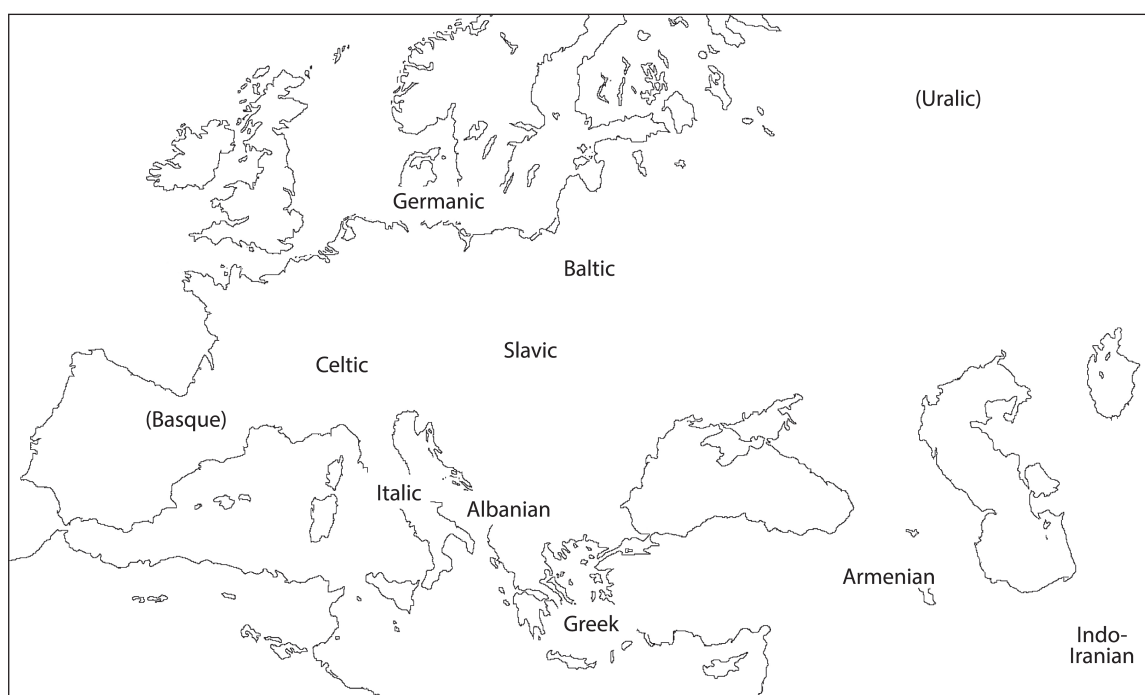 (Uralic)
Germanic
Baltic
Slavic
Celtic
(Basque)
Italic
Albanian
Armenian
Greek
Indo-
Iranian